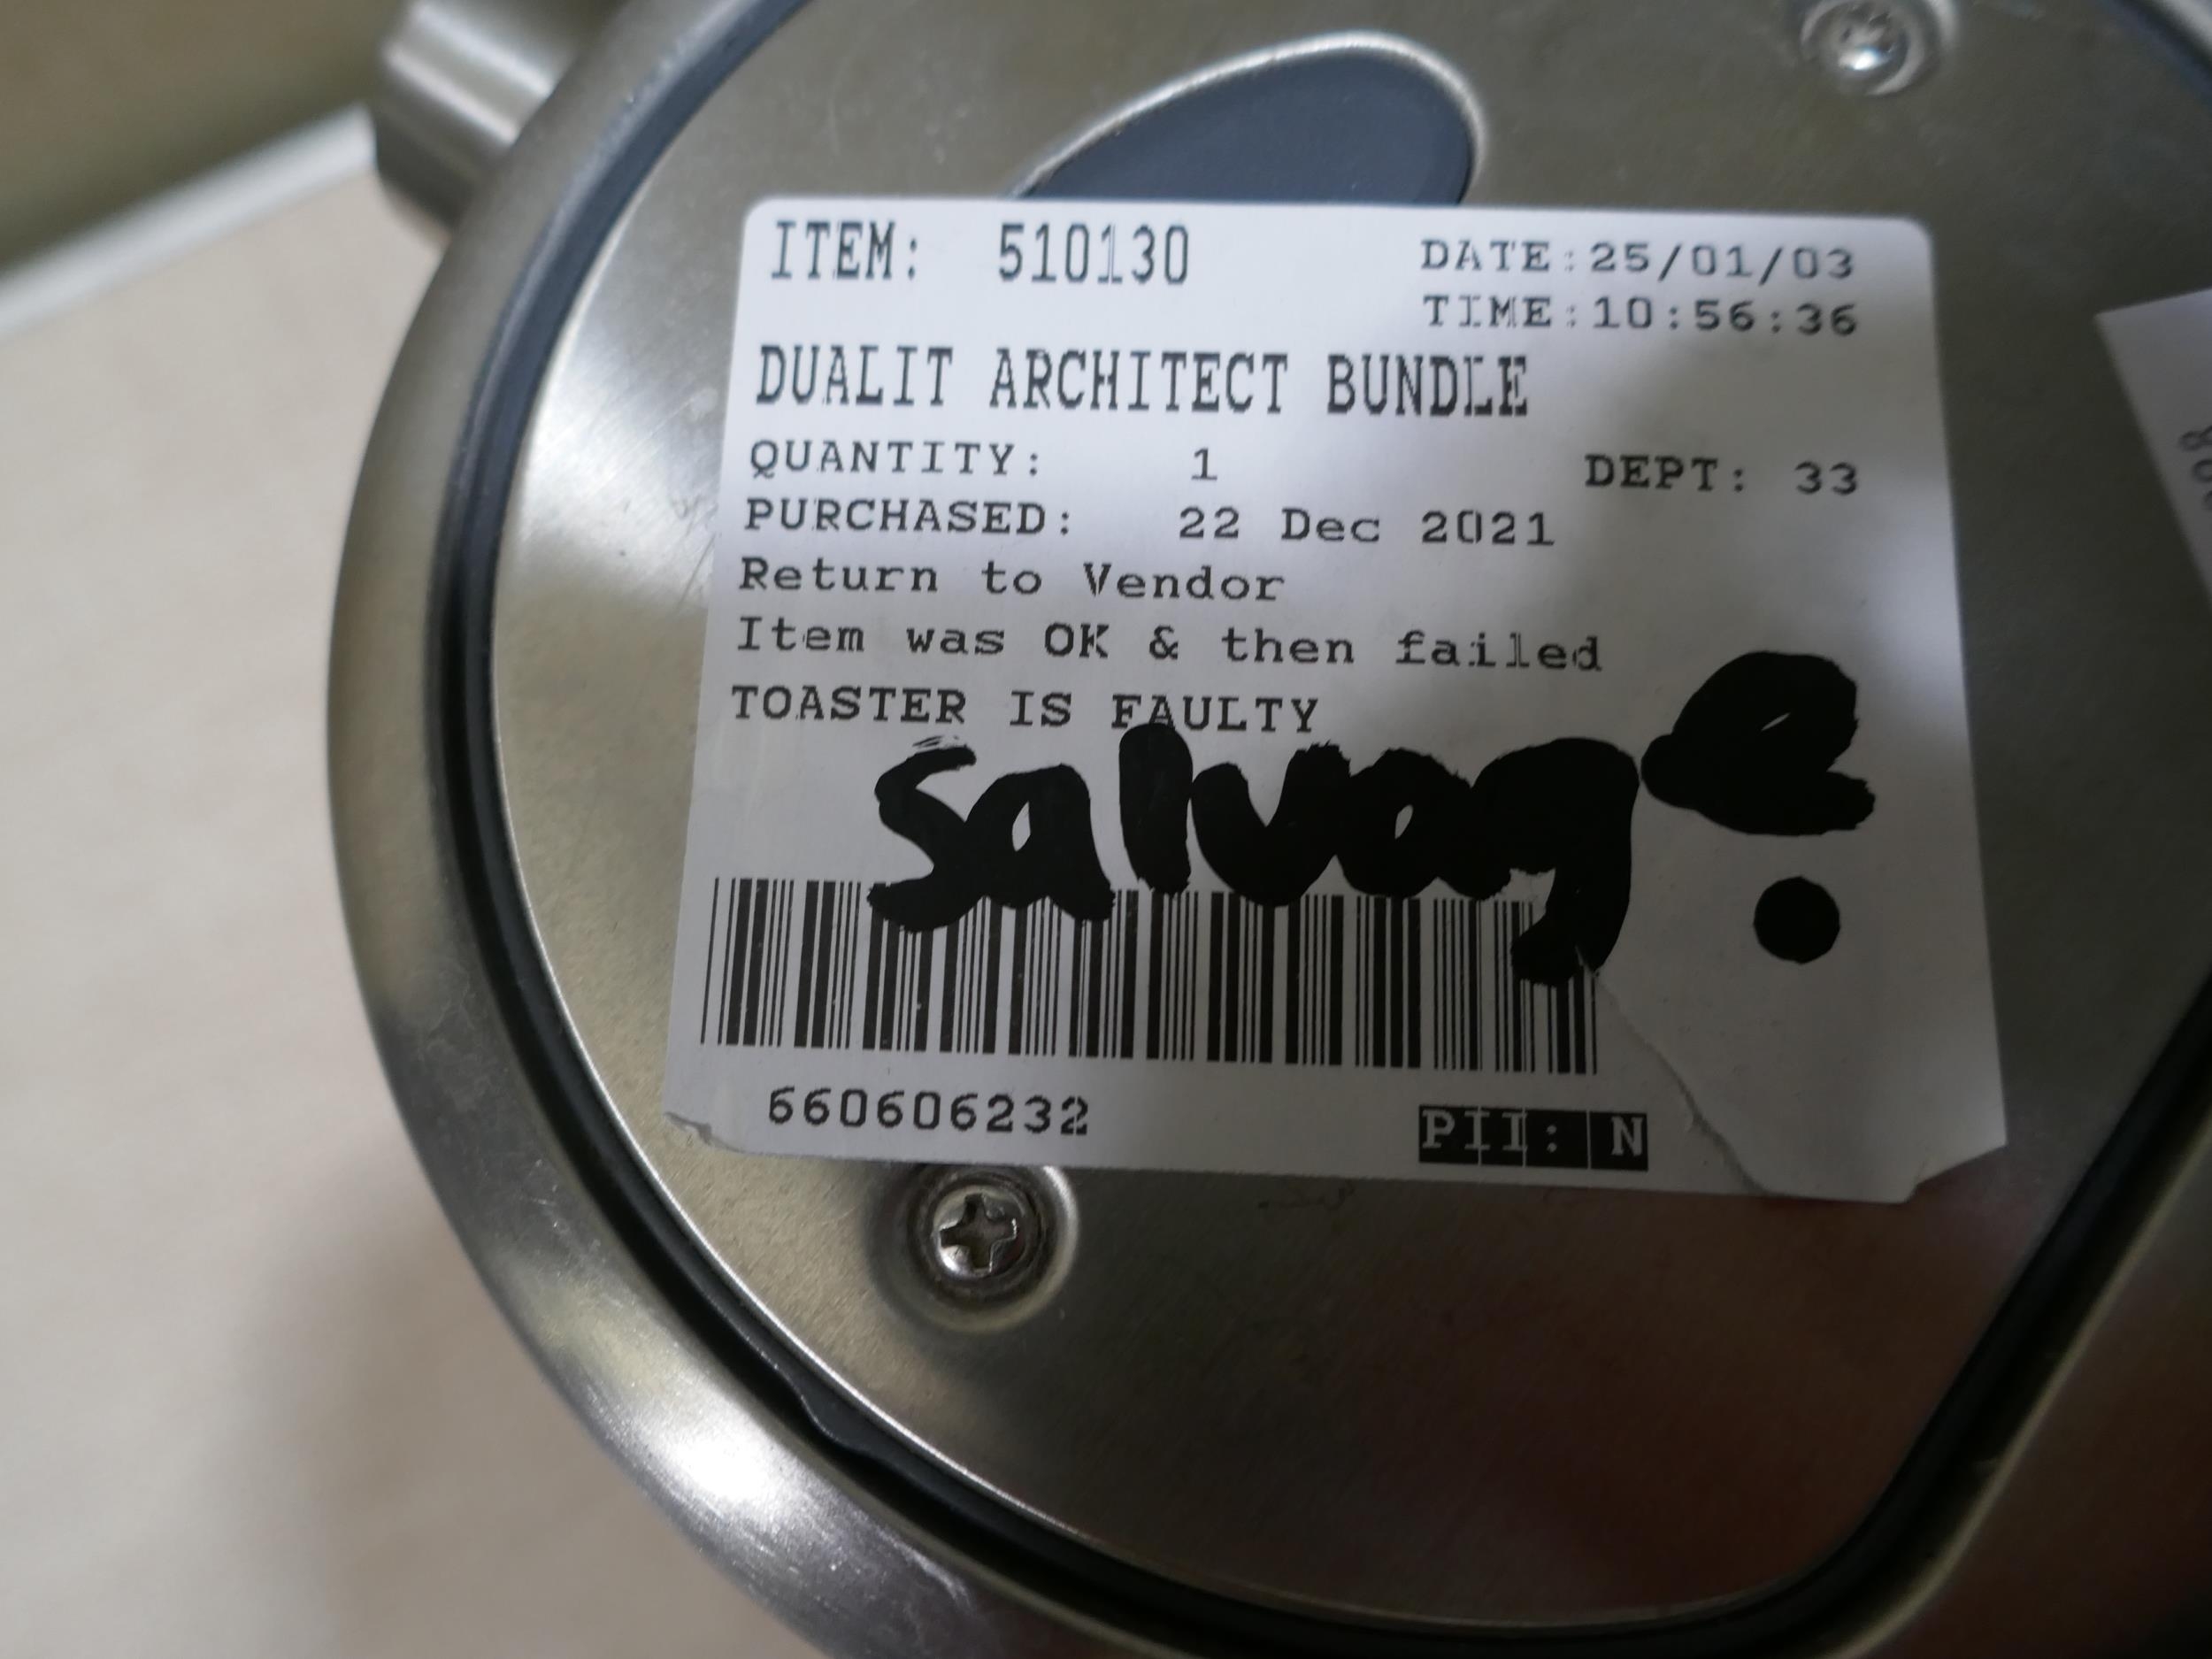 ITEM: 510130
DATE:25/01/03
TIME:10:56:36
DUALIT ARCHITECT BUNDLE
QUANTITY: 1
DEPT: 33
PURCHASED: 22 Dec 2021
Return to Vendor
Item was OK & then failed
TOASTER IS FAULTY
Salvage
660606232
PII: N